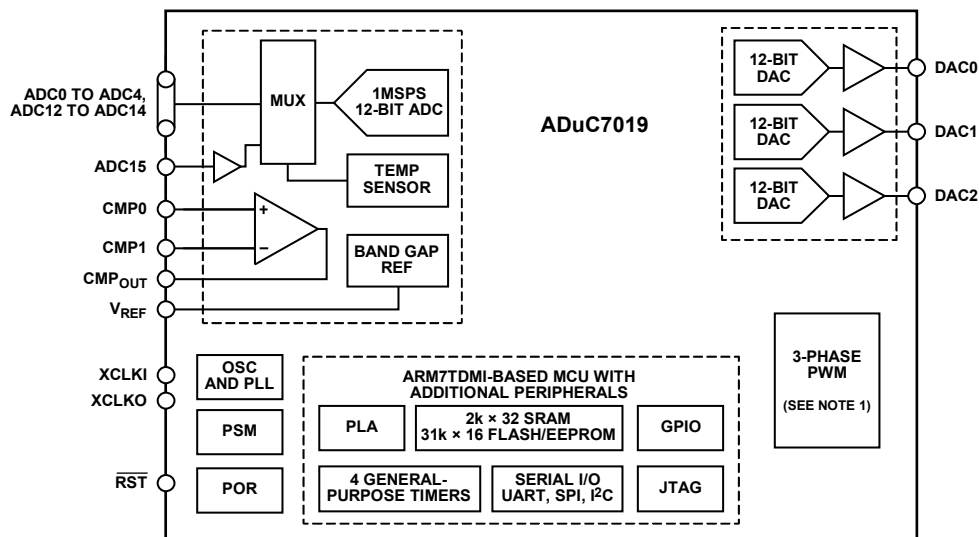 ADC0 TO ADC4,
ADC12 TO ADC14
ADC15
CMP0
CMP1
CMPOUT
VREF
XCLKI
XCLKO
RST
MUX
1MSPS
12-BIT ADC
TEMP
SENSOR
+
−
BAND GAP
REF
ADuC7019
12-BIT
DAC
12-BIT
DAC
12-BIT
DAC
DAC0
DAC1
DAC2
OSC
AND PLL
PSM
POR
ARM7TDMI-BASED MCU WITH
ADDITIONAL PERIPHERALS
PLA
2k × 32 SRAM
31k × 16 FLASH/EEPROM
GPIO
4 GENERAL-
PURPOSE TIMERS
SERIAL I/O
UART, SPI, I²C
JTAG
3-PHASE
PWM
(SEE NOTE 1)